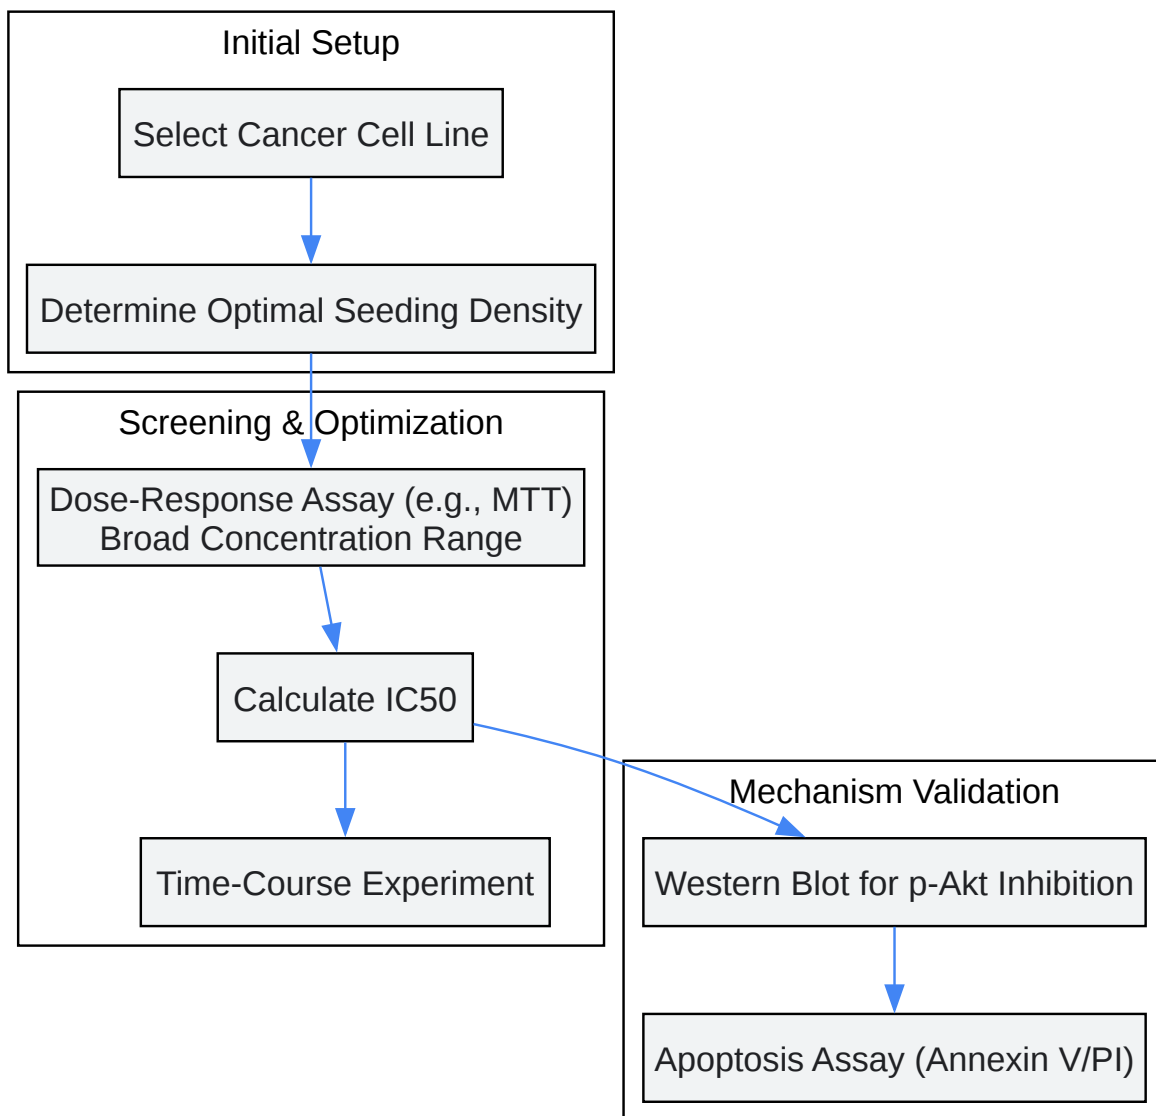 Initial Setup
Select Cancer Cell Line
Determine Optimal Seeding Density
Screening & Optimization
Dose-Response Assay (e.g., MTT)
Broad Concentration Range
Calculate IC50
Time-Course Experiment
Mechanism Validation
Western Blot for p-Akt Inhibition
Apoptosis Assay (Annexin V/PI)